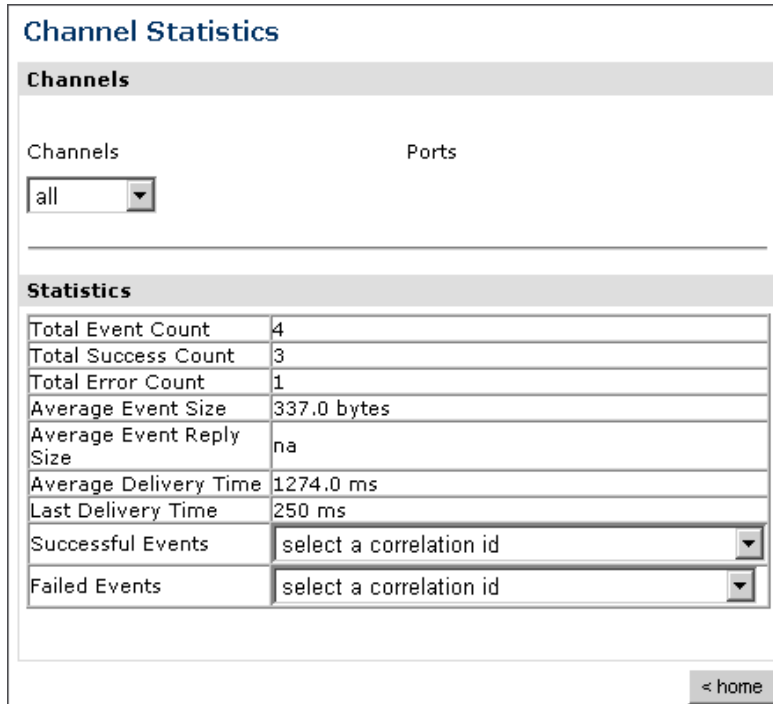 Channel Statistics
Channels
Channels Ports
all
Statistics
Total Event Count 4
Total Success Count 3
Total Error Count 1
Average Event Size 337.0 bytes
Average Event Reply
Size na
Average Delivery Time 1274.0 ms
Last Delivery Time 250 ms
Successful Events select a correlation id
Failed Events select a correlation id
< home